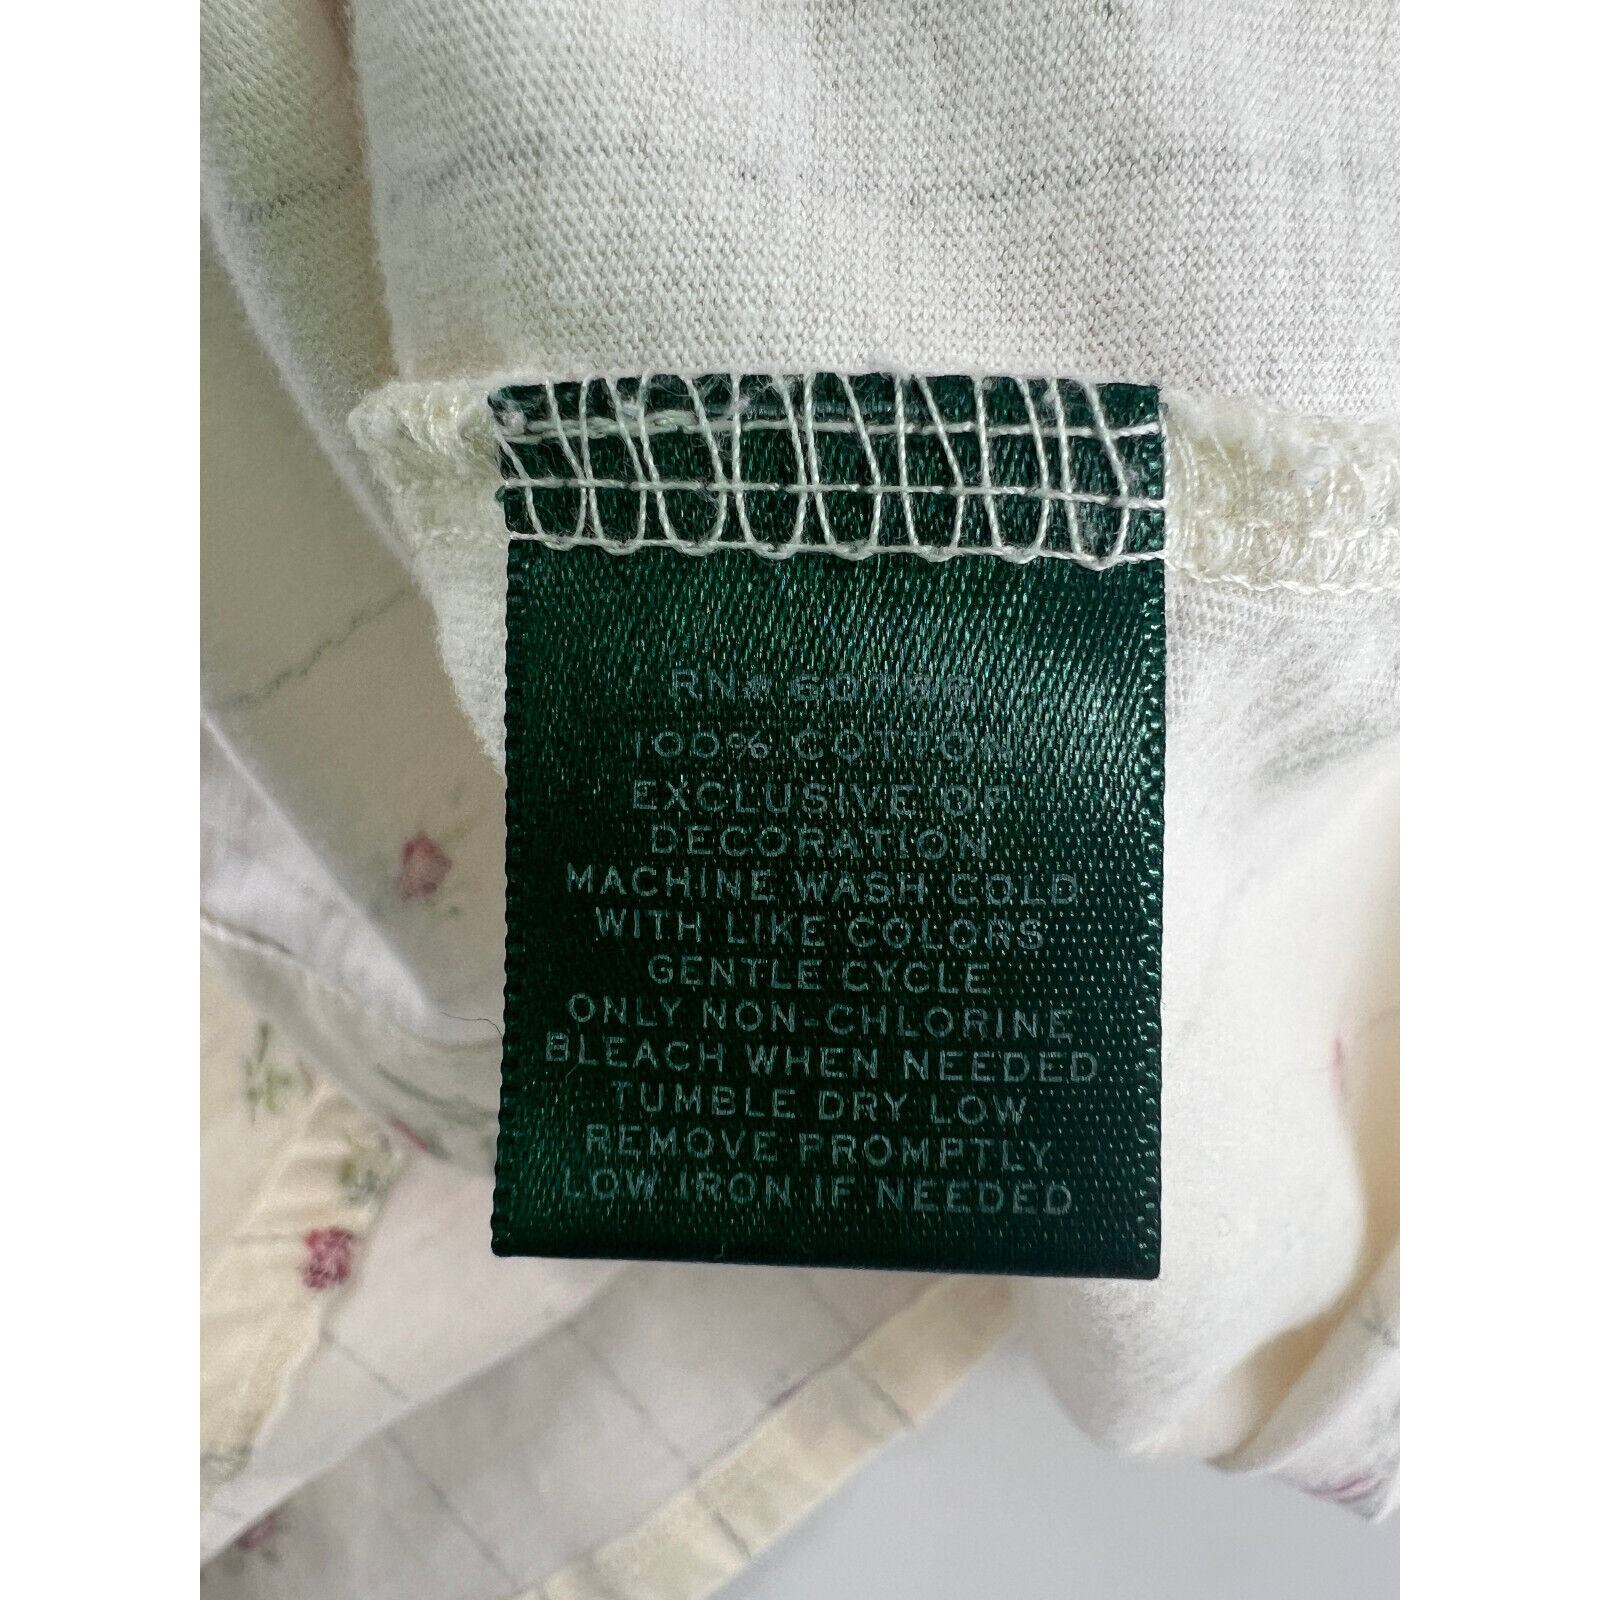 RN#
100% COTTON
EXCLUSIVE OF
DECORATION
MACHINE WASH COLD
WITH LIKE COLORS
GENTLE CYCLE
ONLY NON-CHLORINE
BLEACH WHEN NEEDED
TUMBLE DRY LOW
REMOVE PROMPTLY
LOW IRON IF NEEDED